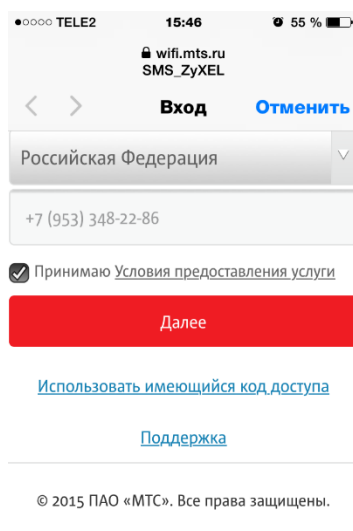 TELE2 15:46 55 %
wifi.mts.ru
SMS_ZyXEL
Вход Отменить
Российская Федерация
+7 (953) 348-22-86
Принимаю Условия предоставления услуги
Далее
Использовать имеющийся код доступа
Поддержка
© 2015 ПАО «МТС». Все права защищены.